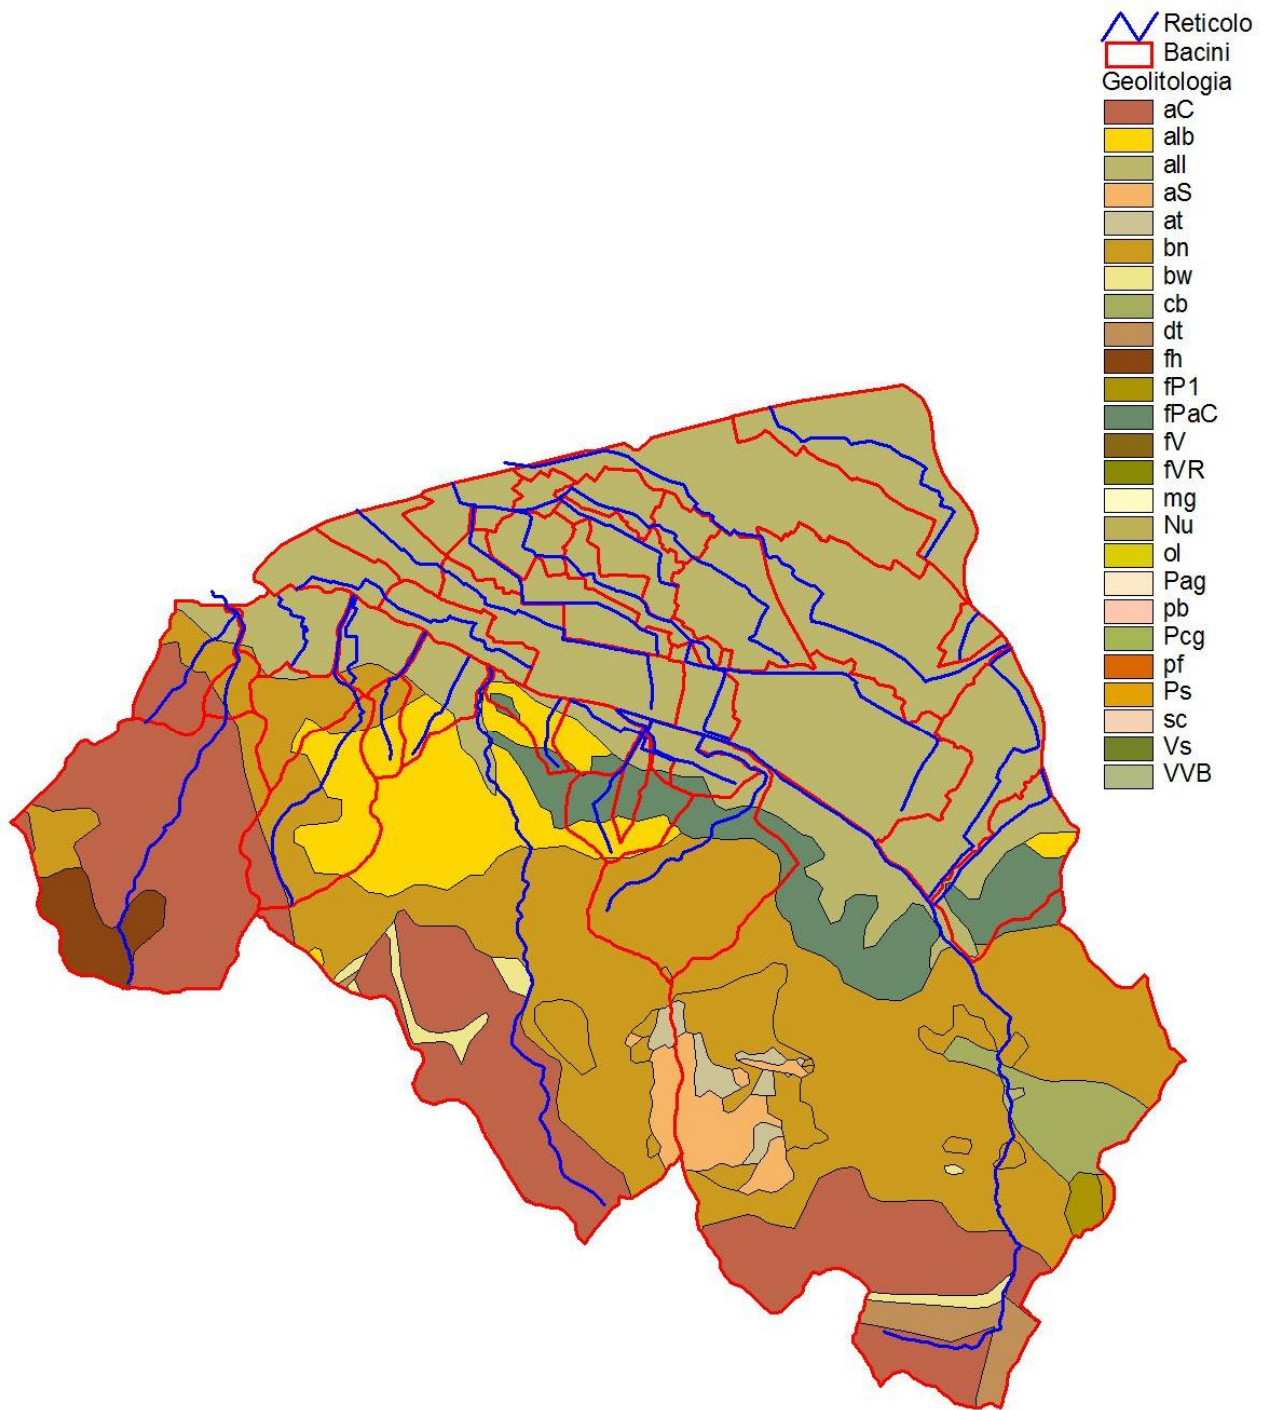 Reticolo
Bacini
Geolitologia
aC
alb
all
aS
at
bn
bw
cb
dt
fh
fP1
fPaC
fV
fVR
mg
Nu
ol
Pag
pb
Pcg
pf
Ps
sc
Vs
VVB